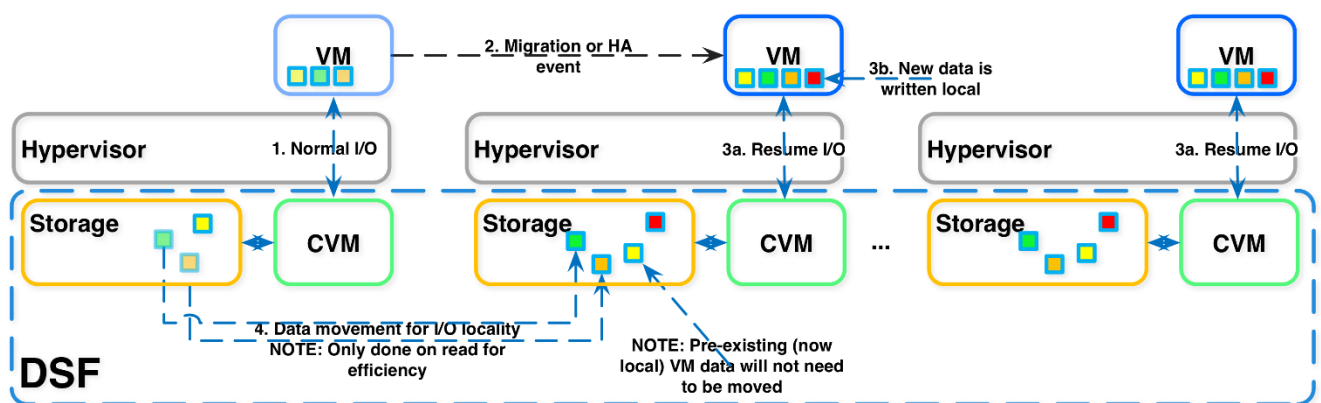 VM
2. Migration or HA
event
VM
3b. New data is
written local
VM
Hypervisor
1. Normal I/O
Hypervisor
3a. Resume I/O
Hypervisor
3a. Resume I/O
Storage
CVM
Storage
CVM
...
Storage
CVM
4. Data movement for I/O locality
NOTE: Only done on read for
efficiency
NOTE: Pre-existing (now
local) VM data will not need
to be moved
DSF